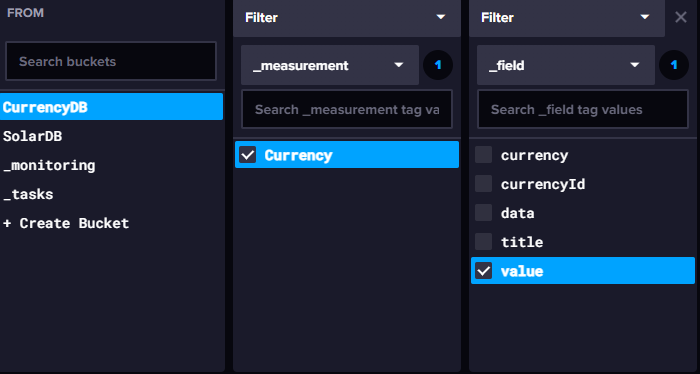 FROM
Search buckets
CurrencyDB
SolarDB
_monitoring
_tasks
+ Create Bucket
Filter
_measurement
1
Search _measurement tag va
Currency
Filter
_field
1
Search _field tag values
currency
currencyId
data
title
value